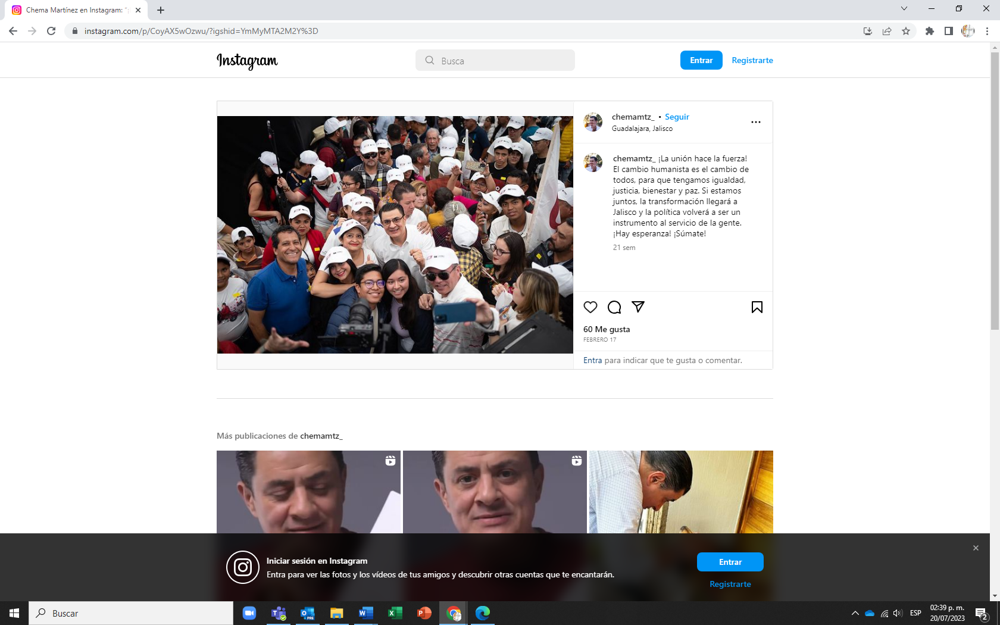 Chema Martínez en Instagram: "¡
instagram.com/p/CoyAX5wOzwu/?igshid=YmMyMTA2M2Y%3D
Instagram
Busca
Entrar
Registrarte
chemamtz_ • Seguir
Guadalajara, Jalisco
chemamtz_ ¡La unión hace la fuerza!
El cambio humanista es el cambio de
todos, para que tengamos igualdad,
justicia, bienestar y paz. Si estamos
juntos, la transformación llegará a
Jalisco y la política volverá a ser un
instrumento al servicio de la gente.
¡Hay esperanza! ¡Súmate!
21 sem
60 Me gusta
FEBRERO 17
Entra para indicar que te gusta o comentar.
Más publicaciones de chemamtz_
Iniciar sesión en Instagram
Entra para ver las fotos y los vídeos de tus amigos y descubrir otras cuentas que te encantarán.
Entrar
Registrarte
Buscar
PRE
ESP
02:39 p. m.
20/07/2023
2